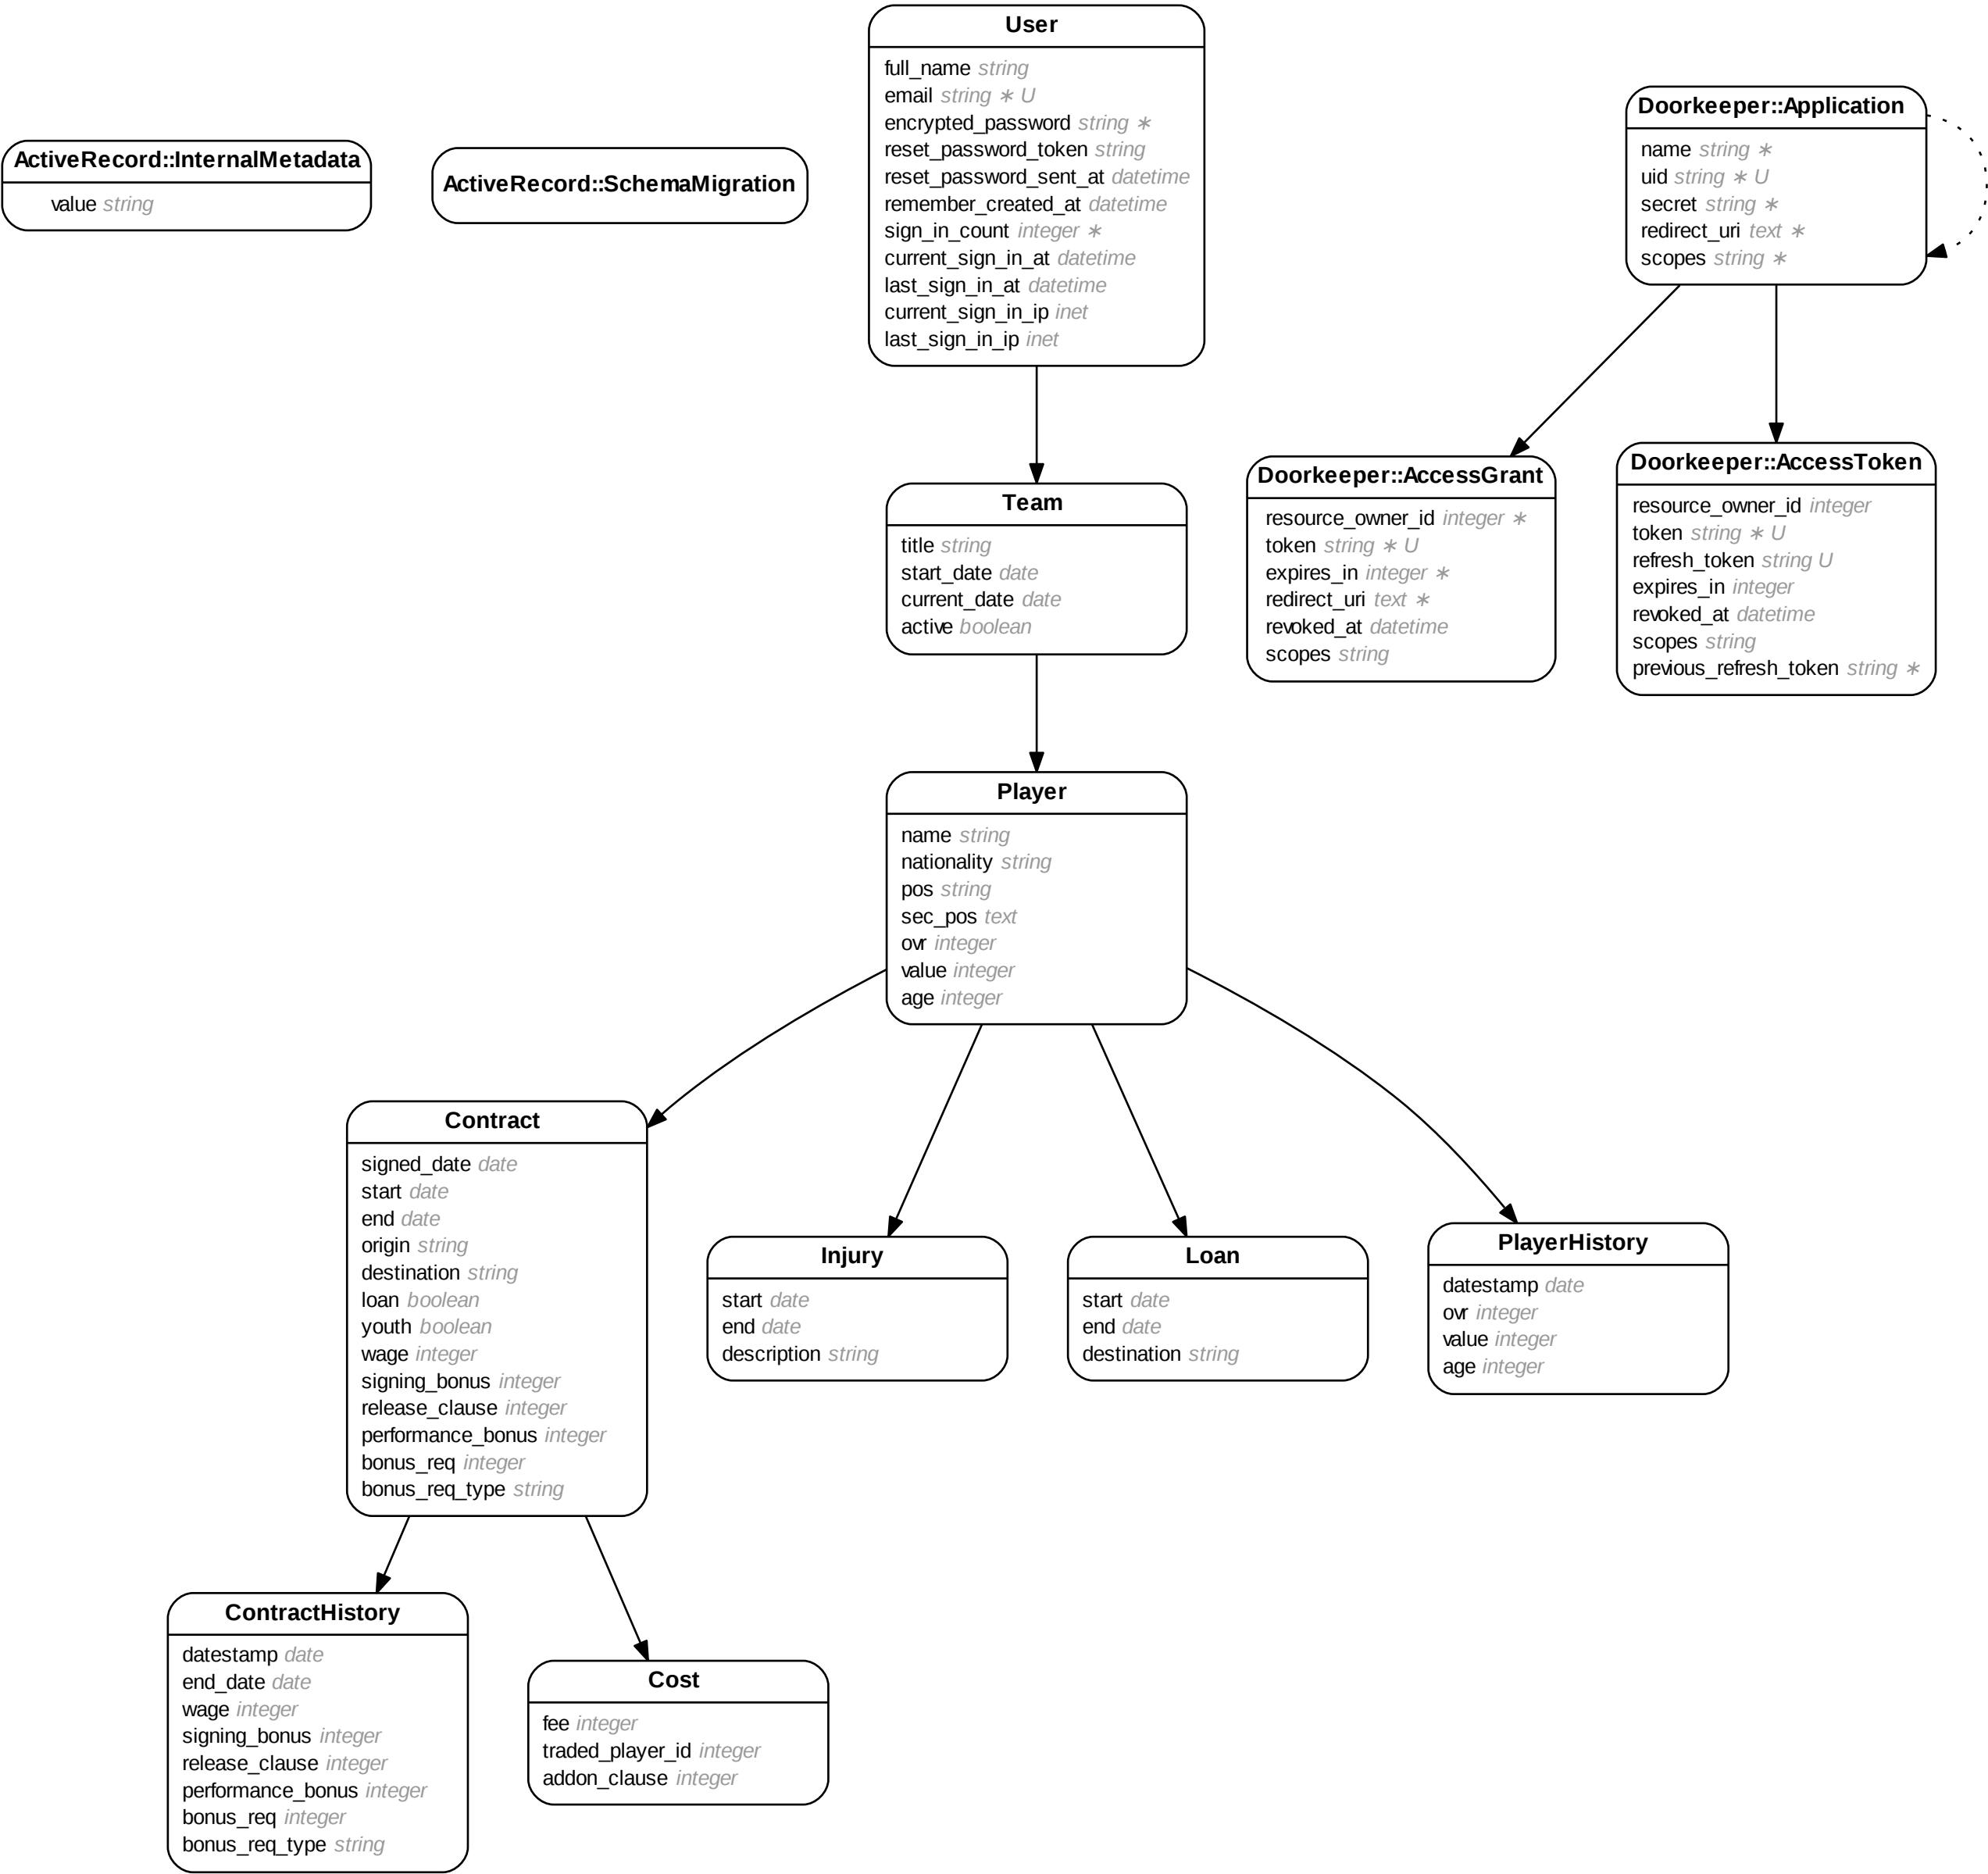 User
full_name string
email string ∗ U
encrypted_password string ∗
reset_password_token string
reset_password_sent_at datetime
remember_created_at datetime
sign_in_count integer ∗
current_sign_in_at datetime
last_sign_in_at datetime
current_sign_in_ip inet
last_sign_in_ip inet
Doorkeeper::Application
name string ∗
uid string ∗ U
secret string ∗
redirect_uri text ∗
scopes string ∗
ActiveRecord::InternalMetadata
value string
ActiveRecord::SchemaMigration
Doorkeeper::AccessGrant
resource_owner_id integer ∗
token string ∗ U
expires_in integer ∗
redirect_uri text ∗
revoked_at datetime
scopes string
Doorkeeper::AccessToken
resource_owner_id integer
token string ∗ U
refresh_token string U
expires_in integer
revoked_at datetime
scopes string
previous_refresh_token string ∗
Team
title string
start_date date
current_date date
active boolean
Player
name string
nationality string
pos string
sec_pos text
ovr integer
value integer
age integer
Contract
signed_date date
start date
end date
origin string
destination string
loan boolean
youth boolean
wage integer
signing_bonus integer
release_clause integer
performance_bonus integer
bonus_req integer
bonus_req_type string
Injury
start date
end date
description string
Loan
start date
end date
destination string
PlayerHistory
datestamp date
ovr integer
value integer
age integer
ContractHistory
datestamp date
end_date date
wage integer
signing_bonus integer
release_clause integer
performance_bonus integer
bonus_req integer
bonus_req_type string
Cost
fee integer
traded_player_id integer
addon_clause integer